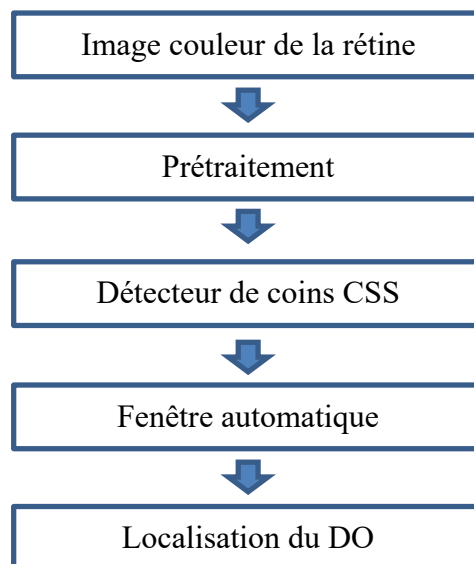 Image couleur de la rétine
Prétraitement
Détecteur de coins CSS
Fenêtre automatique
Localisation du DO